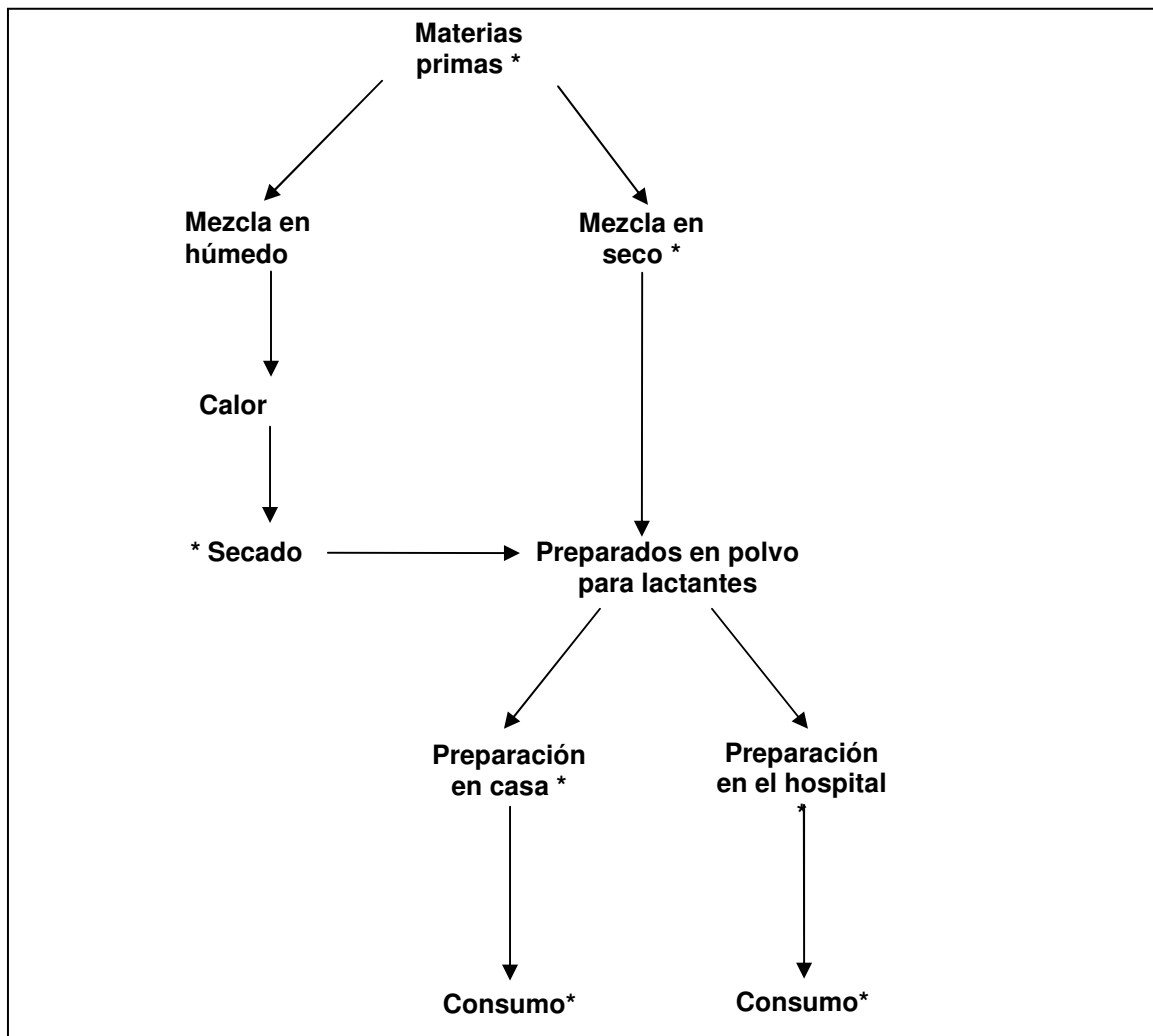 Materias
primas *
Mezcla en
húmedo
Mezcla en
seco *
Calor
* Secado
Preparados en polvo
para lactantes
Preparación
en casa *
Preparación
en el hospital
*
Consumo*
Consumo*